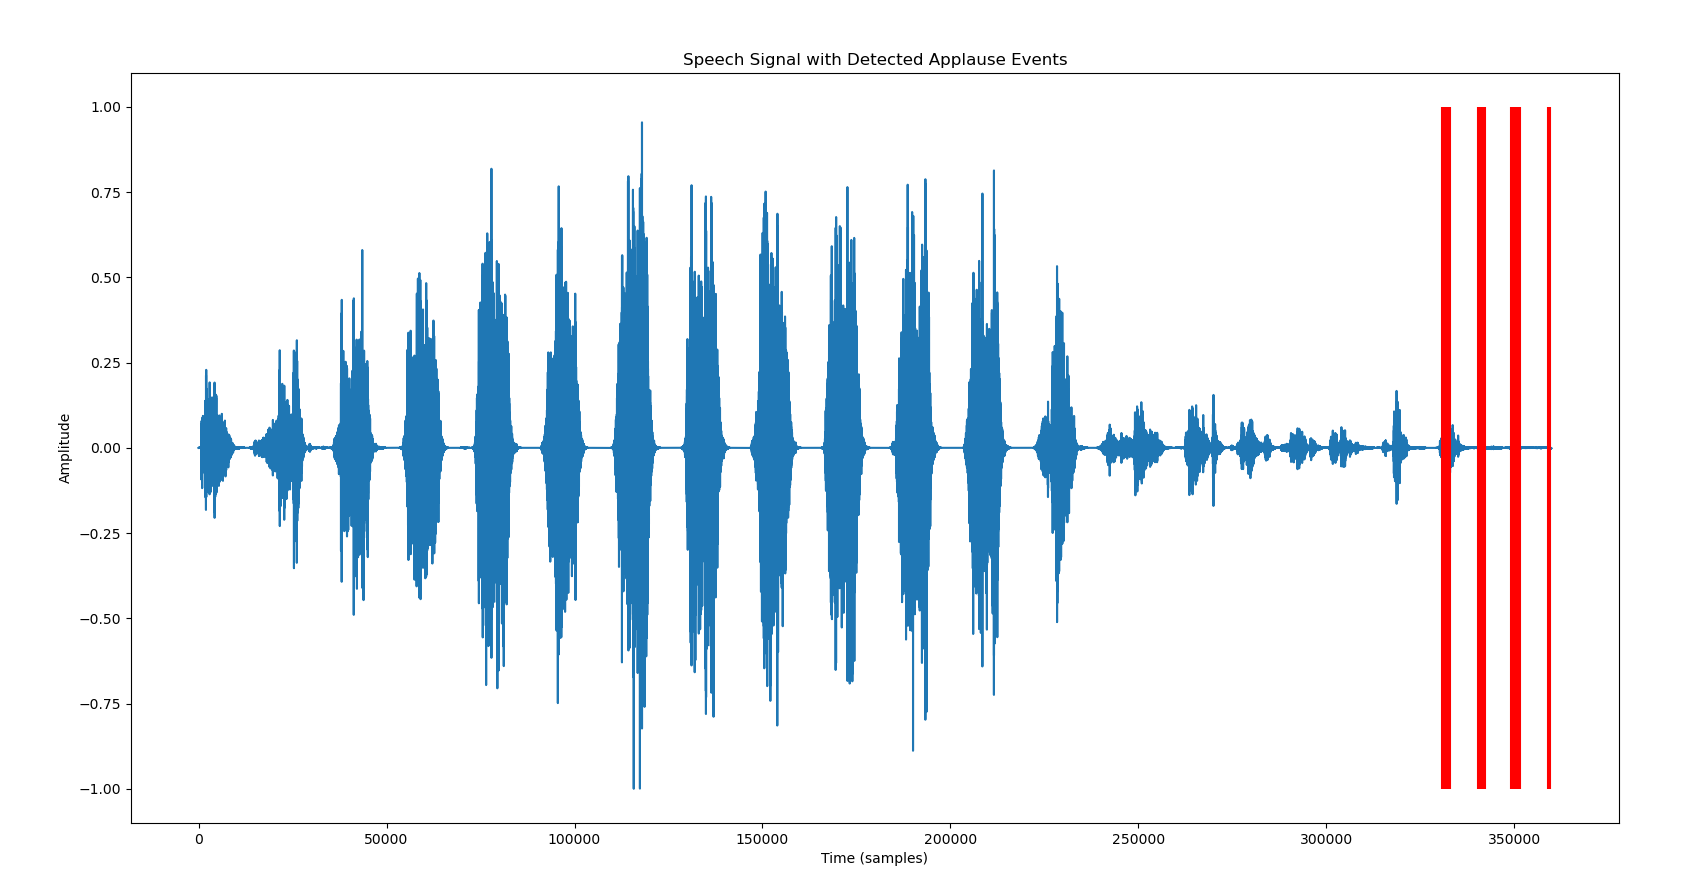 Speech Signal with Detected Applause Events
1.00
0.75
0.50
0.25
0.00
−0.25
−0.50
−0.75
−1.00
Amplitude
0 50000 100000 150000 200000 250000 300000 350000
Time (samples)